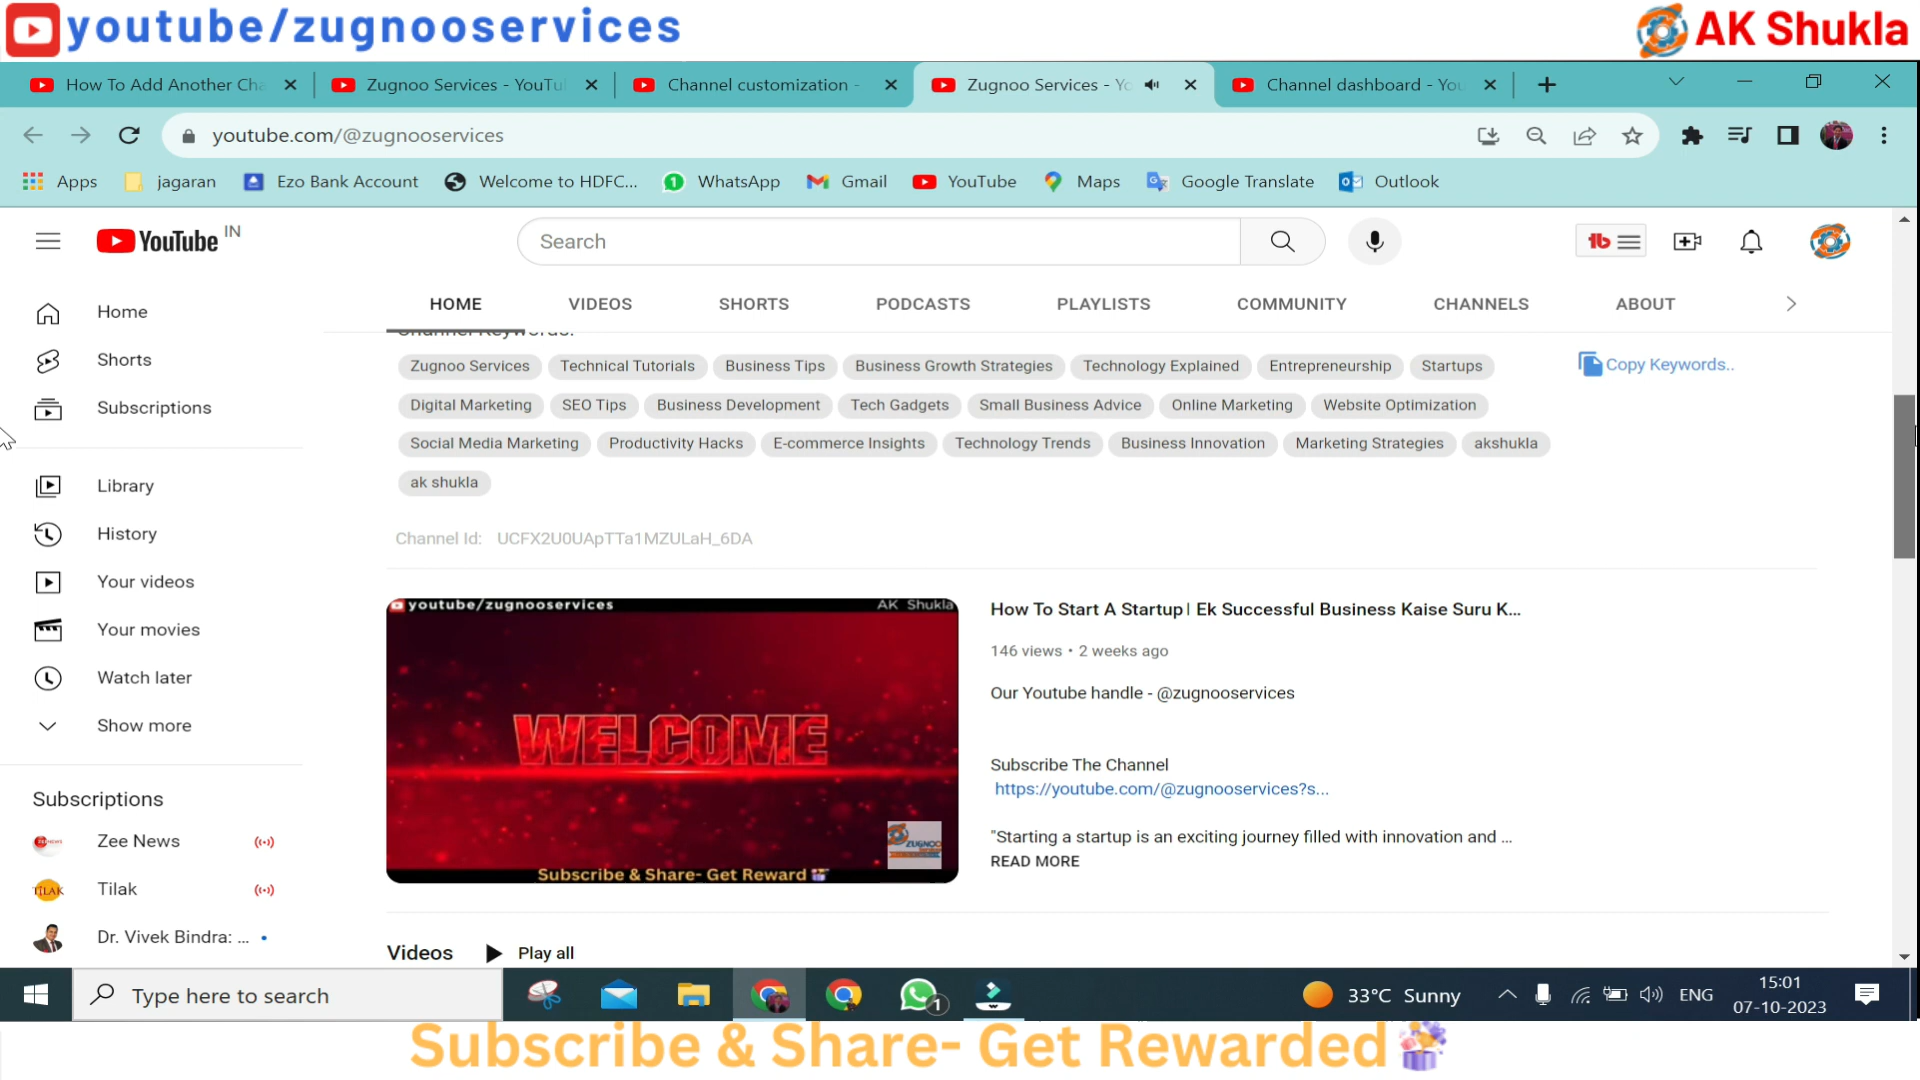 youtube/zugnooservices
AK Shukla
How To Add Another Cha
Zugnoo Services - YouTu
Channel customization -
Zugnoo Services - Yo
Channel dashboard - You
youtube.com/@zugnooservices
Apps
jagaran
Ezo Bank Account
Welcome to HDFC...
WhatsApp
Gmail
YouTube
Maps
Google Translate
Outlook
YouTube IN
Search
HOME
VIDEOS
SHORTS
PODCASTS
PLAYLISTS
COMMUNITY
CHANNELS
ABOUT
Home
Shorts
Subscriptions
Library
History
Your videos
Your movies
Watch later
Show more
Subscriptions
Zee News
Tilak
Dr. Vivek Bindra: ...
Channel Keywords:
Zugnoo Services Technical Tutorials Business Tips Business Growth Strategies Technology Explained Entrepreneurship Startups
Copy Keywords..
Digital Marketing SEO Tips Business Development Tech Gadgets Small Business Advice Online Marketing Website Optimization
Social Media Marketing Productivity Hacks E-commerce Insights Technology Trends Business Innovation Marketing Strategies akshukla
ak shukla
Channel Id: UCFX2U0UApTTa1MZULaH_6DA
youtube/zugnooservices
AK Shukla
WELCOME
ZUGNOO
Subscribe & Share- Get Reward
How To Start A Startup| Ek Successful Business Kaise Suru K...
146 views • 2 weeks ago
Our Youtube handle - @zugnooservices
Subscribe The Channel
https://youtube.com/@zugnooservices?s...
"Starting a startup is an exciting journey filled with innovation and ...
READ MORE
Videos
Play all
Type here to search
1
33°C Sunny
ENG
15:01
07-10-2023
Subscribe & Share- Get Rewarded